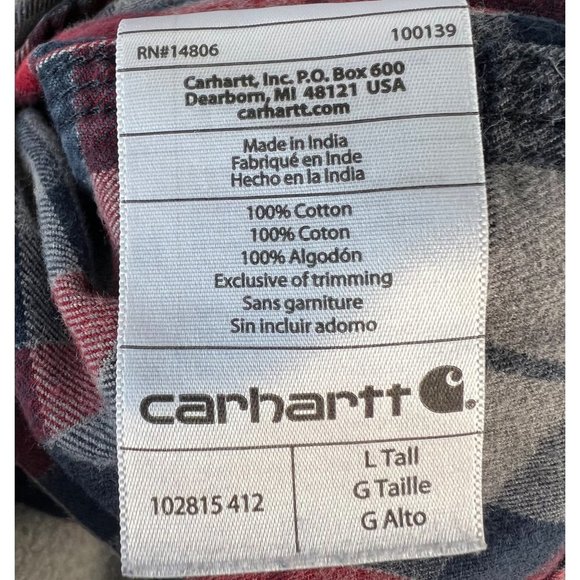 RN#14806 100139
Carhartt, Inc. P.O. Box 600
Dearborn, MI 48121 USA
carhartt.com
Made in India
Fabriqué en Inde
Hecho en la India
100% Cotton
100% Coton
100% Algodón
Exclusive of trimming
Sans garniture
Sin incluir adorno
carhartt
102815 412
L Tall
G Taille
G Alto